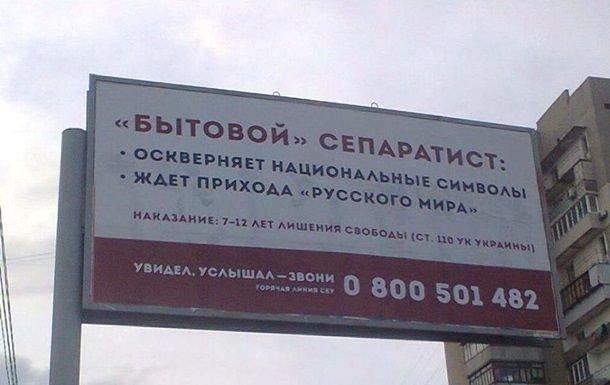 «БЫТОВОЙ» СЕПАРАТИСТ:
• ОСКВЕРНЯЕТ НАЦИОНАЛЬНЫЕ СИМВОЛЫ
• ЖДЕТ ПРИХОДА «РУССКОГО МИРА»
НАКАЗАНИЕ: 7–12 ЛЕТ ЛИШЕНИЯ СВОБОДЫ (СТ. 110 УК УКРАИНЫ)
УВИДЕЛ, УСЛЫШАЛ — ЗВОНИ
ГОРЯЧАЯ ЛИНИЯ СБУ
0 800 501 482